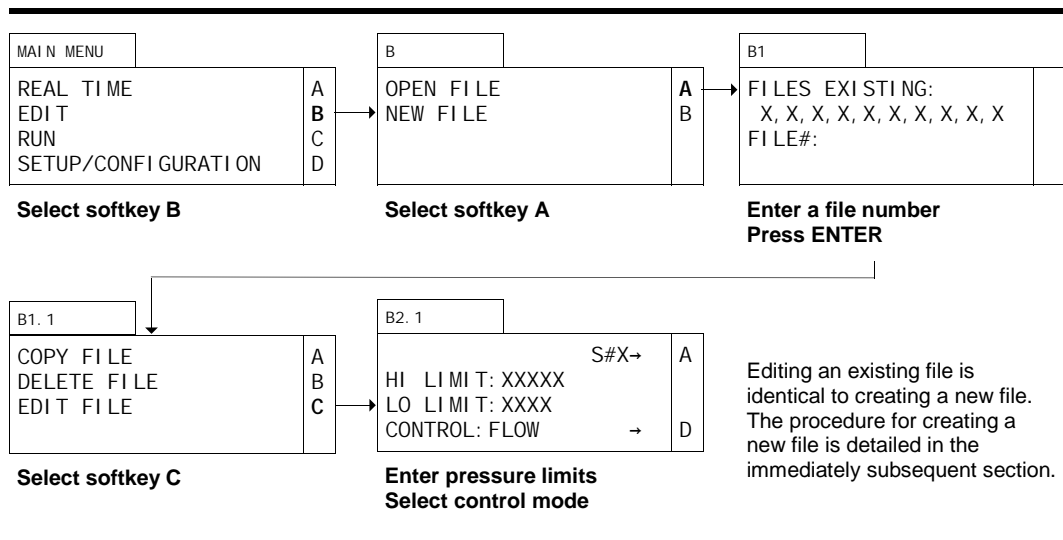 MAIN MENU
REAL TIME A
EDIT B
RUN C
SETUP/CONFIGURATION D
Select softkey B
B
OPEN FILE A
NEW FILE B
Select softkey A
B1
FILES EXISTING:
X, X, X, X, X, X, X, X, X, X
FILE#:
Enter a file number
Press ENTER
B1.1
COPY FILE A
DELETE FILE B
EDIT FILE C
Select softkey C
B2.1
S#X→ A
HI LIMIT: XXXXX
LO LIMIT: XXXX
CONTROL: FLOW → D
Enter pressure limits
Select control mode
Editing an existing file is
identical to creating a new file.
The procedure for creating a
new file is detailed in the
immediately subsequent section.